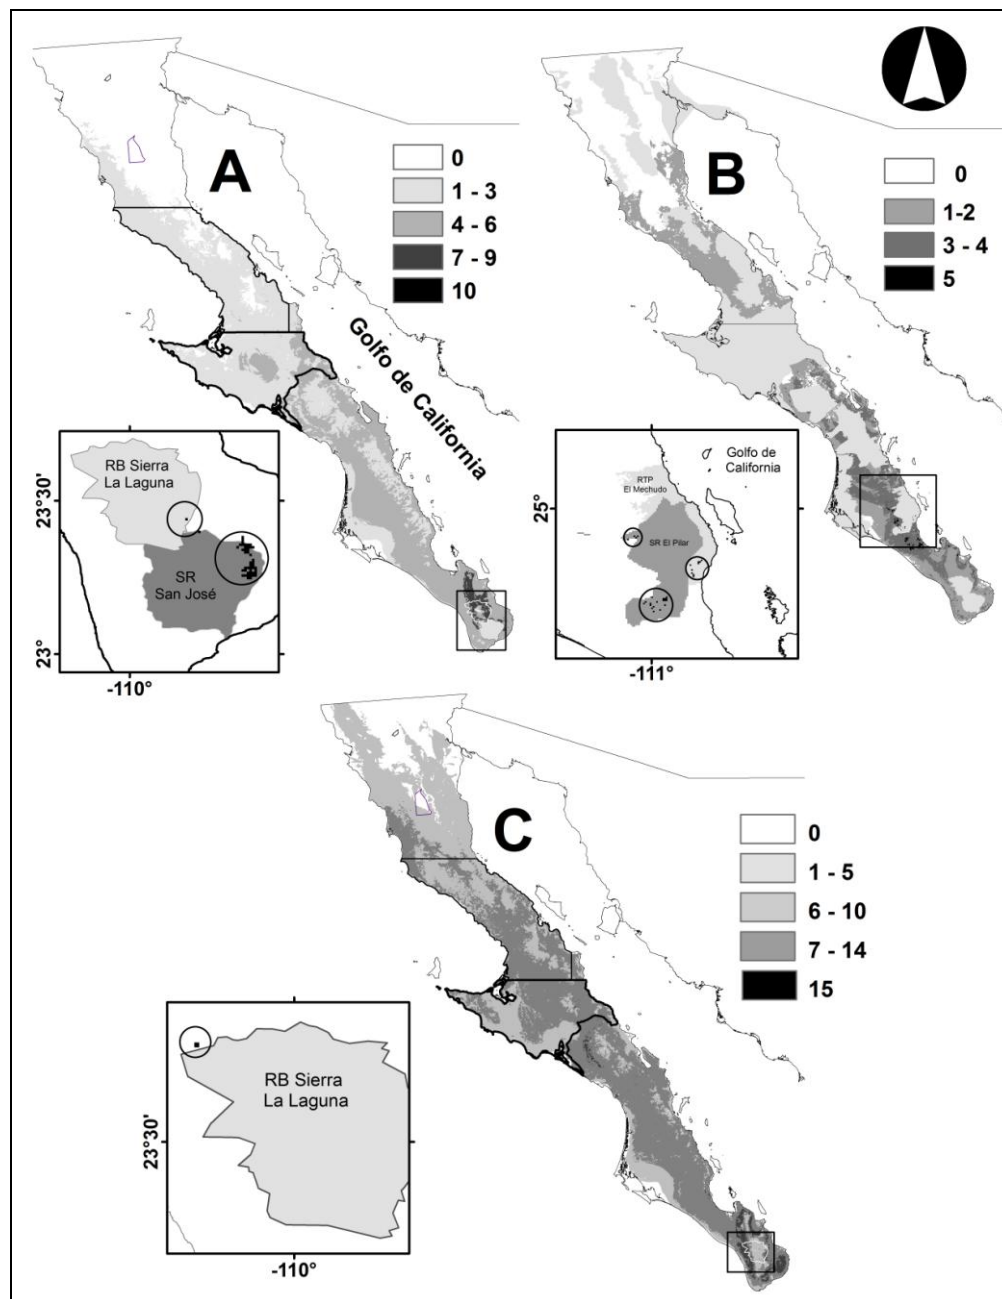 A
0
1 - 3
4 - 6
7 - 9
10
Golfo de California
RB Sierra
La Laguna
SR
San José
23°30'
23°
-110°
B
0
1-2
3 - 4
5
Golfo de
California
RTP
El Mechudo
SR El Pilar
25°
-111°
C
0
1 - 5
6 - 10
7 - 14
15
RB Sierra
La Laguna
23°30'
-110°